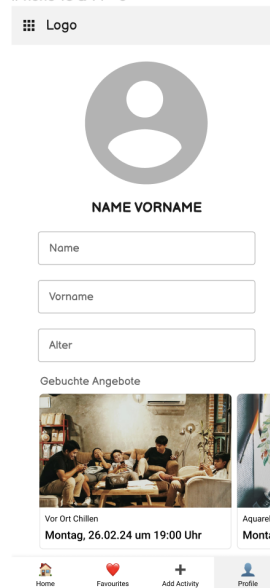 Logo
NAME VORNAME
Name
Vorname
Alter
Gebuchte Angebote
Vor Ort Chillen
Montag, 26.02.24 um 19:00 Uhr
Home
Favourites
Add Activity
Profile